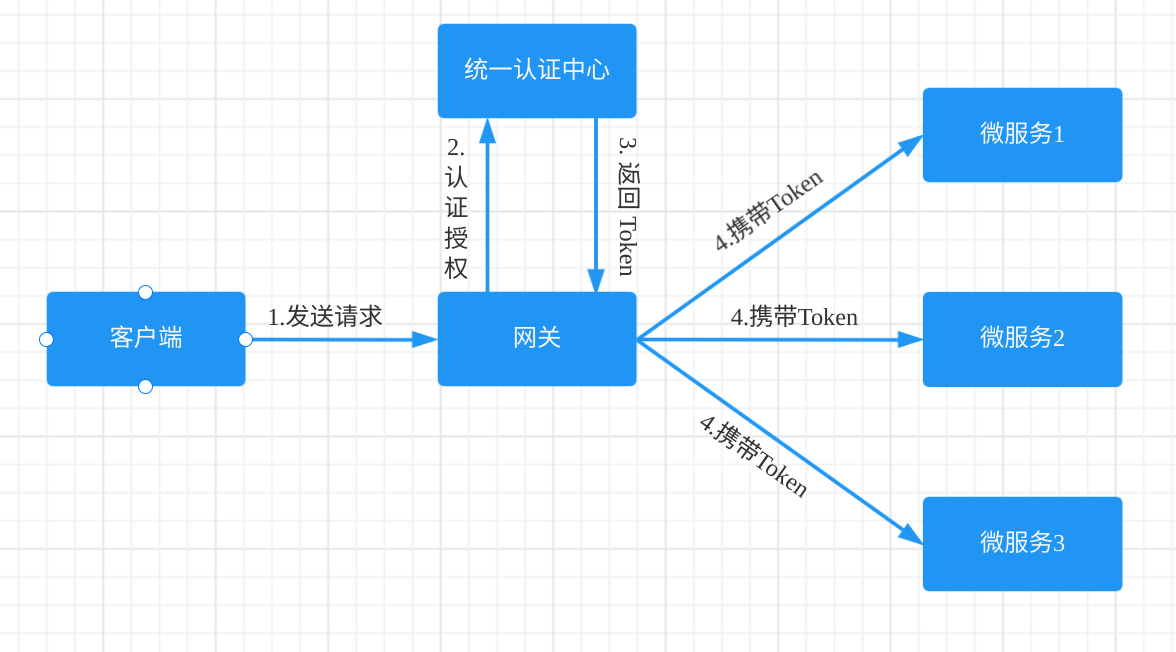 统一认证中心
微服务1
2.认证授权
3. 返回 Token
4.携带Token
客户端
1.发送请求
网关
4.携带Token
微服务2
4.携带Token
微服务3